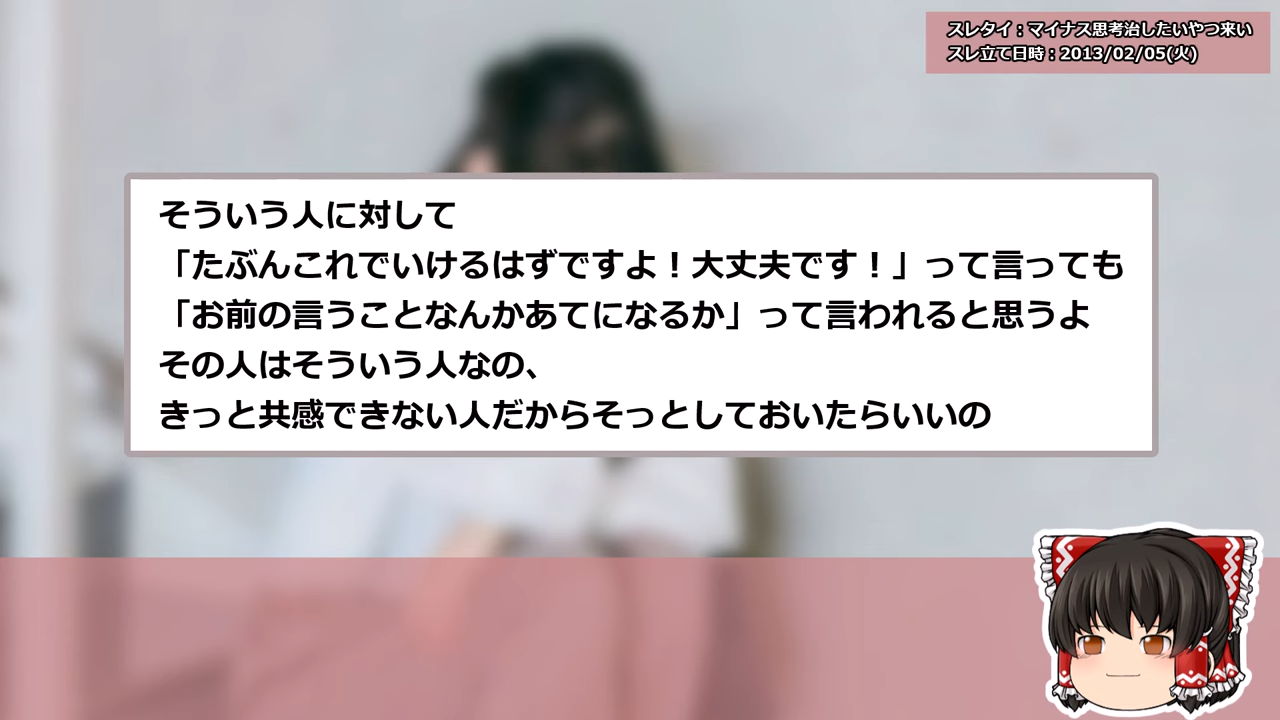 スレタイ：マイナス思考治したいやつ来い
スレ立て日時：2013/02/05(火)
そういう人に対して
「たぶんこれでいけるはずですよ！大丈夫です！」って言っても
「お前の言うことなんかあてになるか」って言われると思うよ
その人はそういう人なの、
きっと共感できない人だからそっとしておいたらいいの